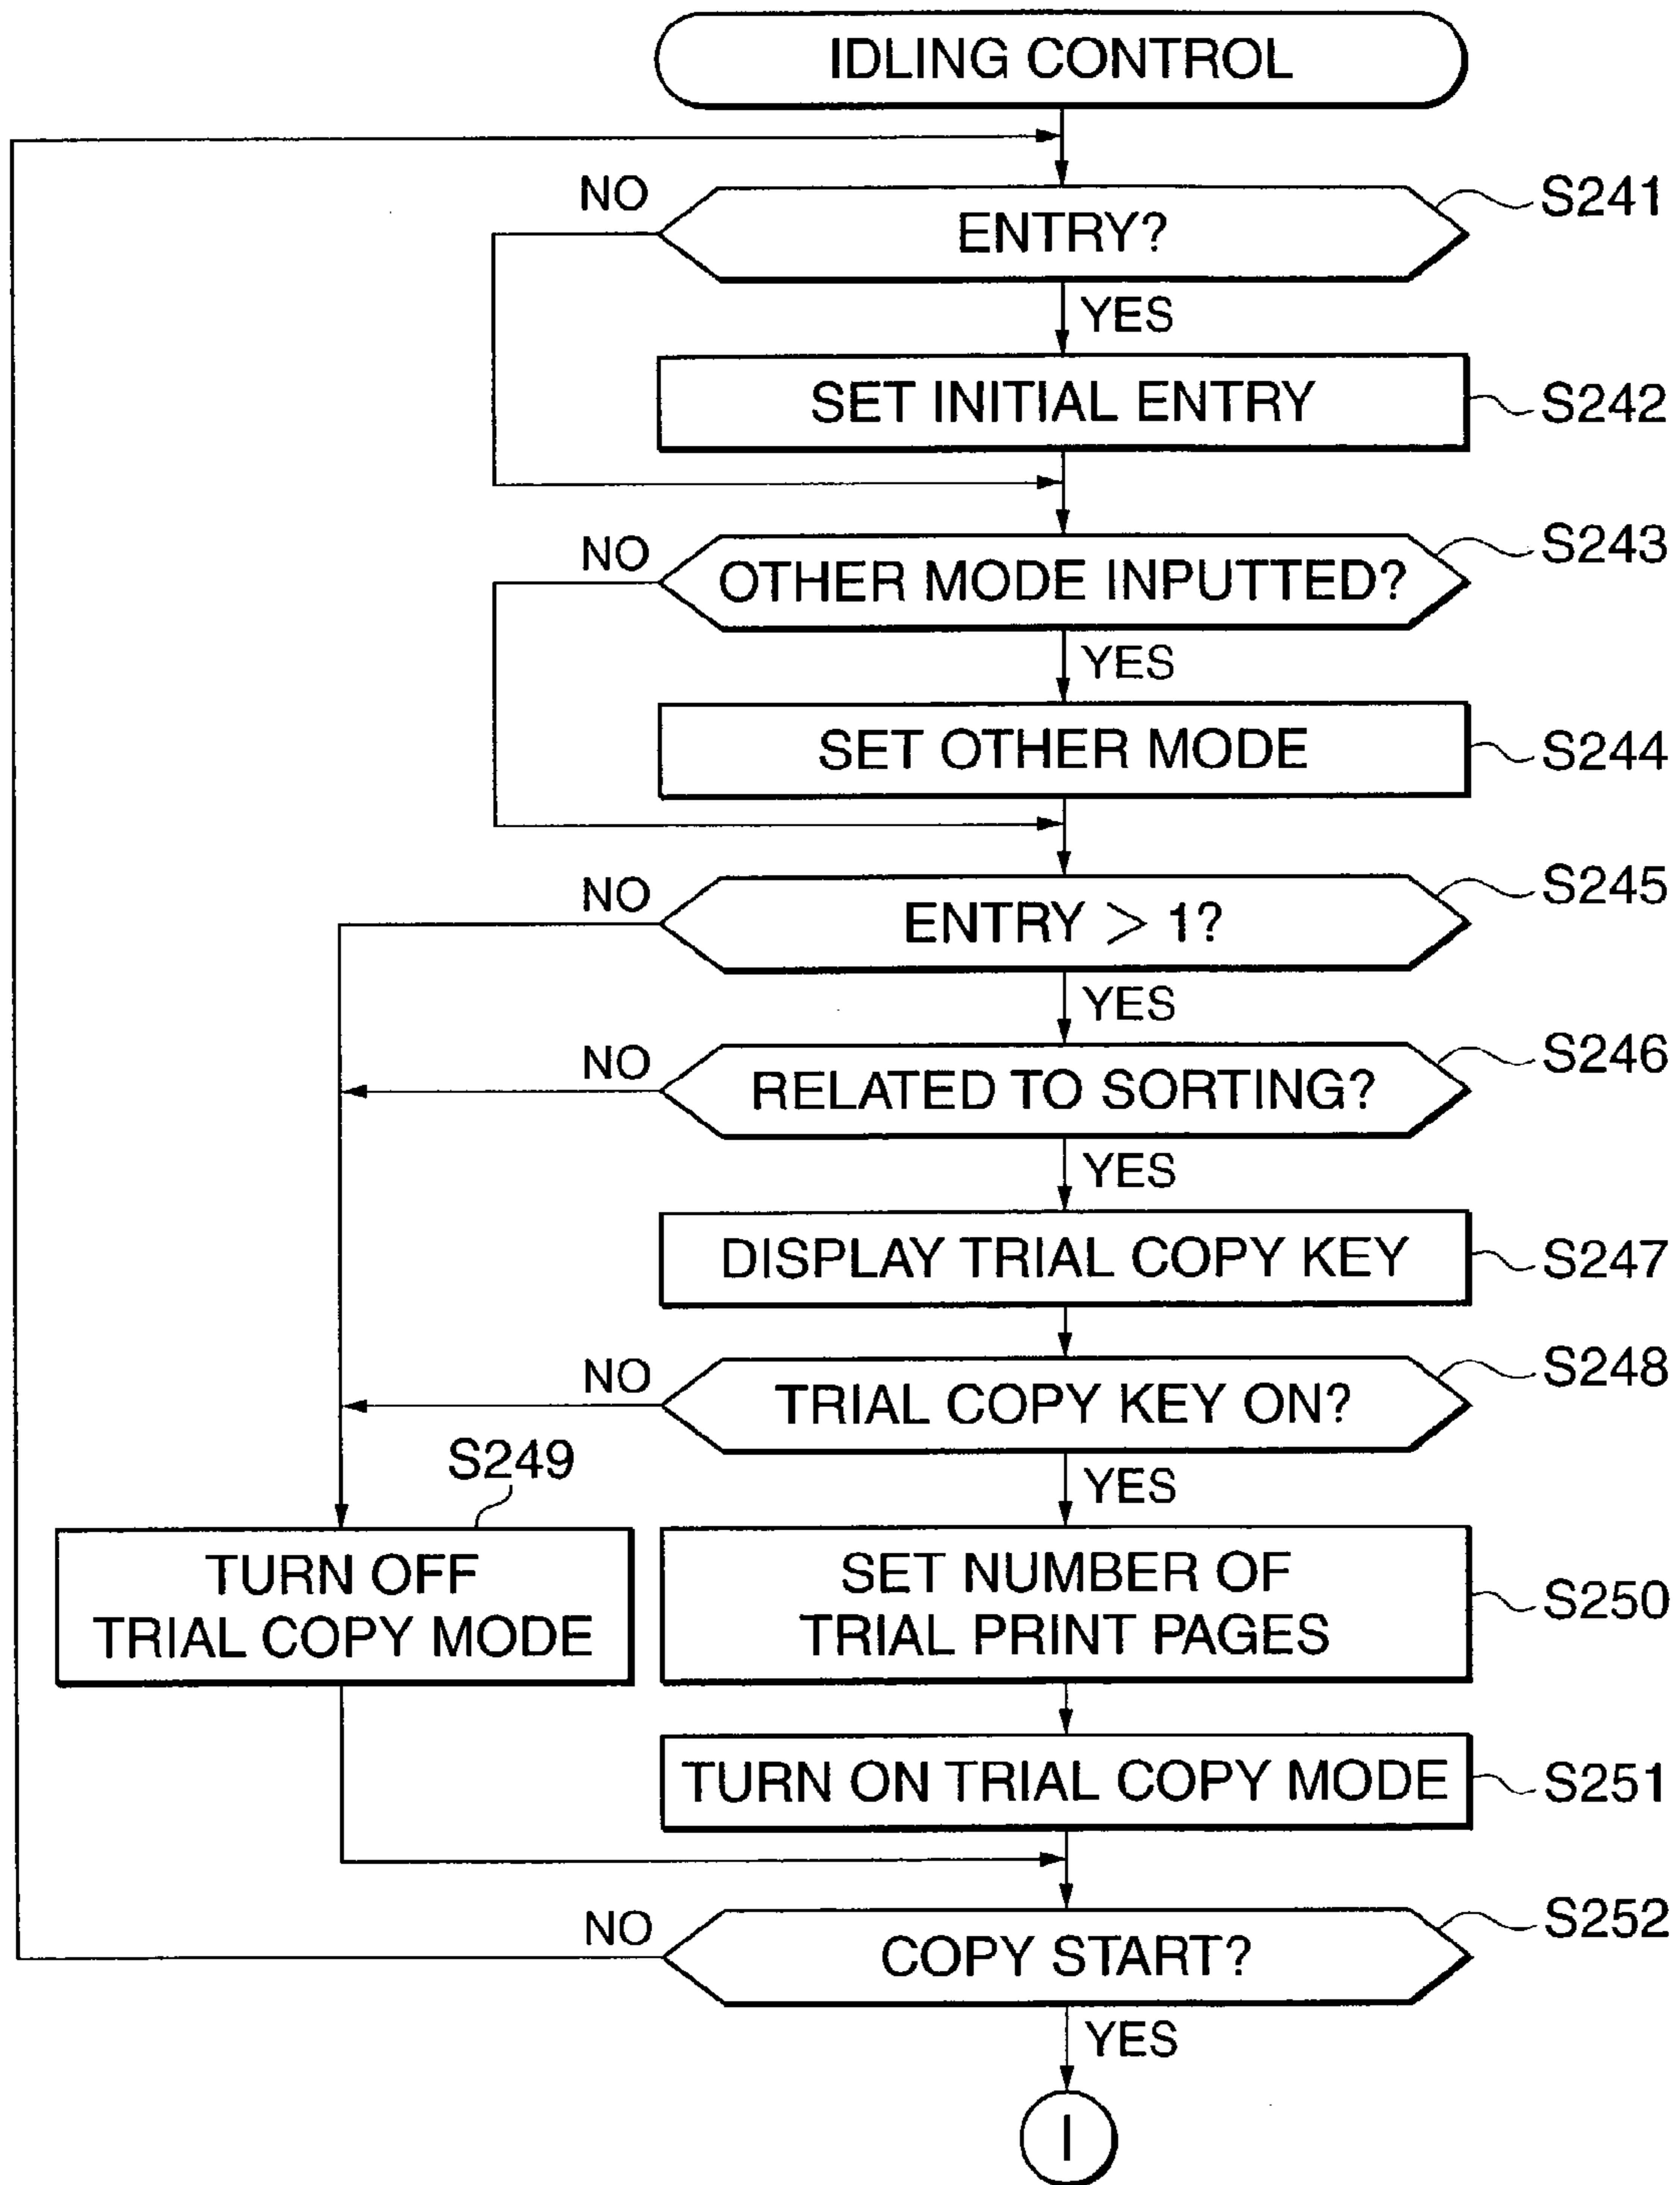 IDLING CONTROL
NO
ENTRY?
S241
YES
SET INITIAL ENTRY
S242
NO
OTHER MODE INPUTTED?
S243
YES
SET OTHER MODE
S244
NO
ENTRY > 1?
S245
YES
NO
RELATED TO SORTING?
S246
YES
DISPLAY TRIAL COPY KEY
S247
NO
TRIAL COPY KEY ON?
S248
YES
S249
TURN OFF
TRIAL COPY MODE
SET NUMBER OF
TRIAL PRINT PAGES
S250
TURN ON TRIAL COPY MODE
S251
NO
COPY START?
S252
YES
I